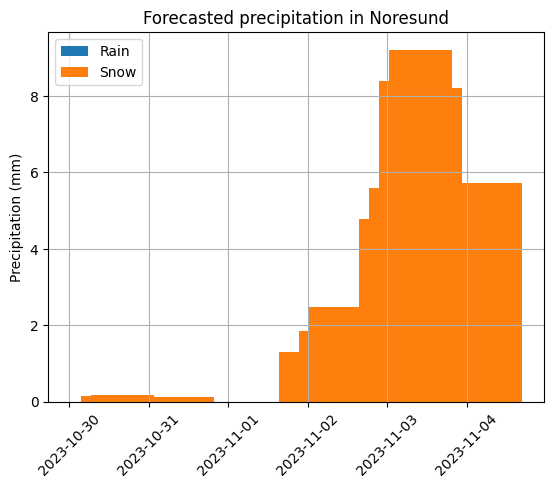 Forecasted precipitation in Noresund
Rain
Snow
Precipitation (mm)
8
6
4
2
0
2023-10-30
2023-10-31
2023-11-01
2023-11-02
2023-11-03
2023-11-04